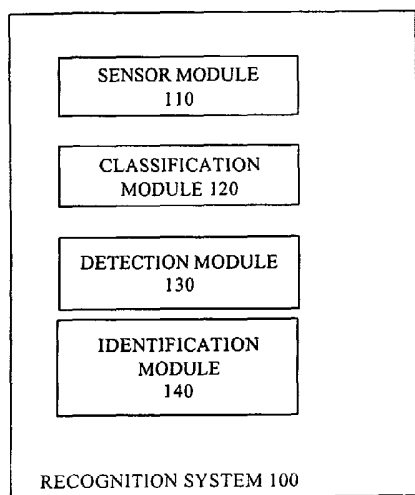 SENSOR MODULE
110
CLASSIFICATION
MODULE 120
DETECTION MODULE
130
IDENTIFICATION
MODULE
140
RECOGNITION SYSTEM 100